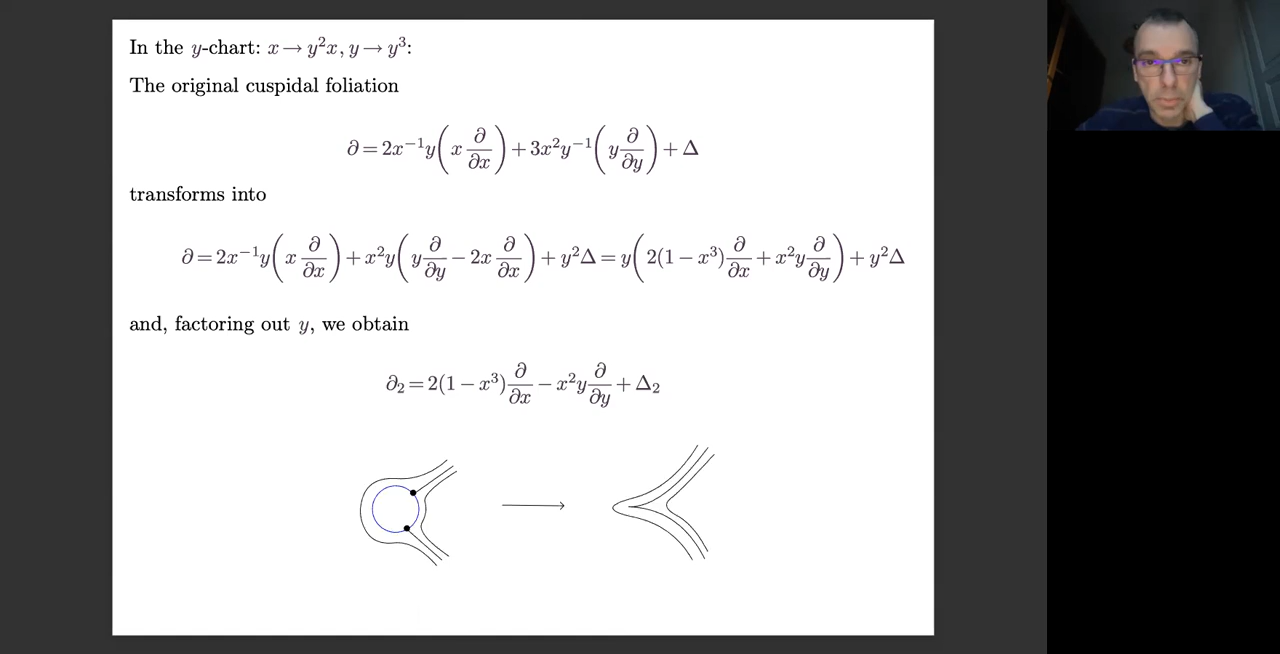 In the y-chart: x → y²x, y → y³:
The original cuspidal foliation
∂ = 2x⁻¹y(x ∂/∂x) + 3x²y⁻¹(y ∂/∂y) + Δ
transforms into
∂ = 2x⁻¹y(x ∂/∂x) + x²y(y ∂/∂y − 2x ∂/∂x) + y²Δ = y(2(1 − x³) ∂/∂x + x²y ∂/∂y) + y²Δ
and, factoring out y, we obtain
∂₂ = 2(1 − x³) ∂/∂x − x²y ∂/∂y + Δ₂